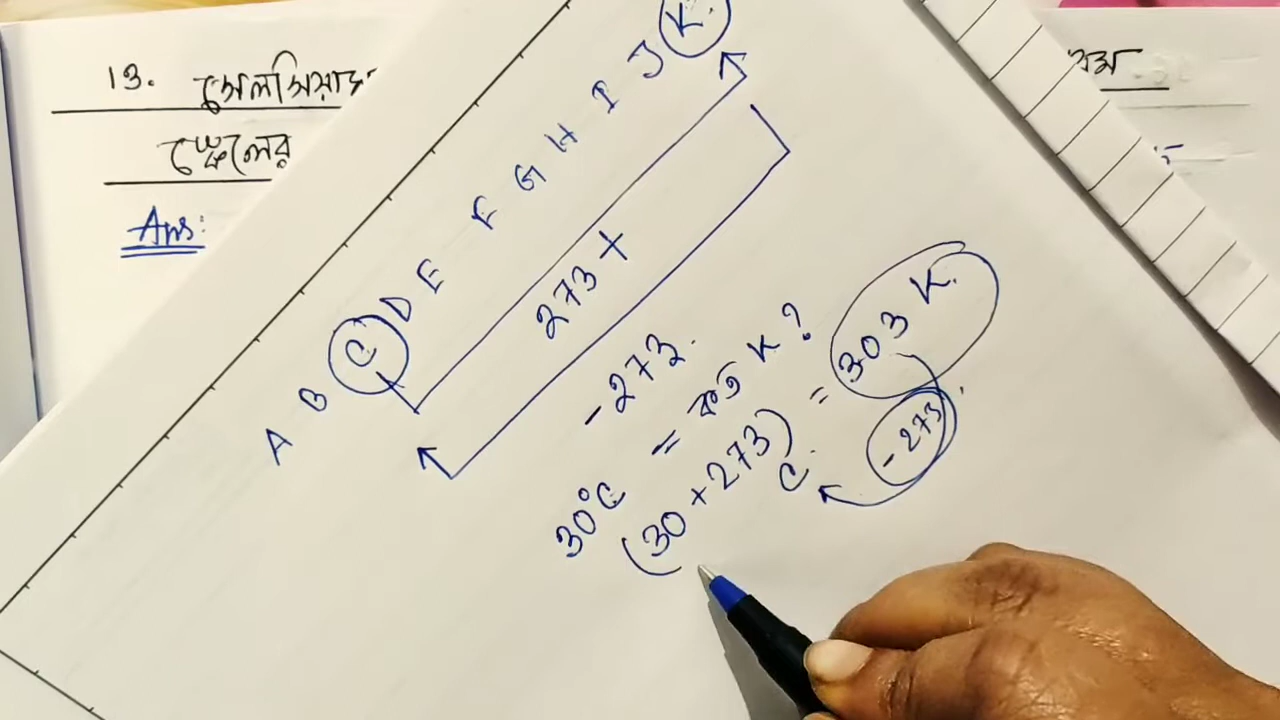 13. সেলসিয়াস
স্কেলের
Ans:
A B C D E F G H I J K.
273+
-273.
30°C = কত K ?
(30+273) = 303 K.
C.
-273